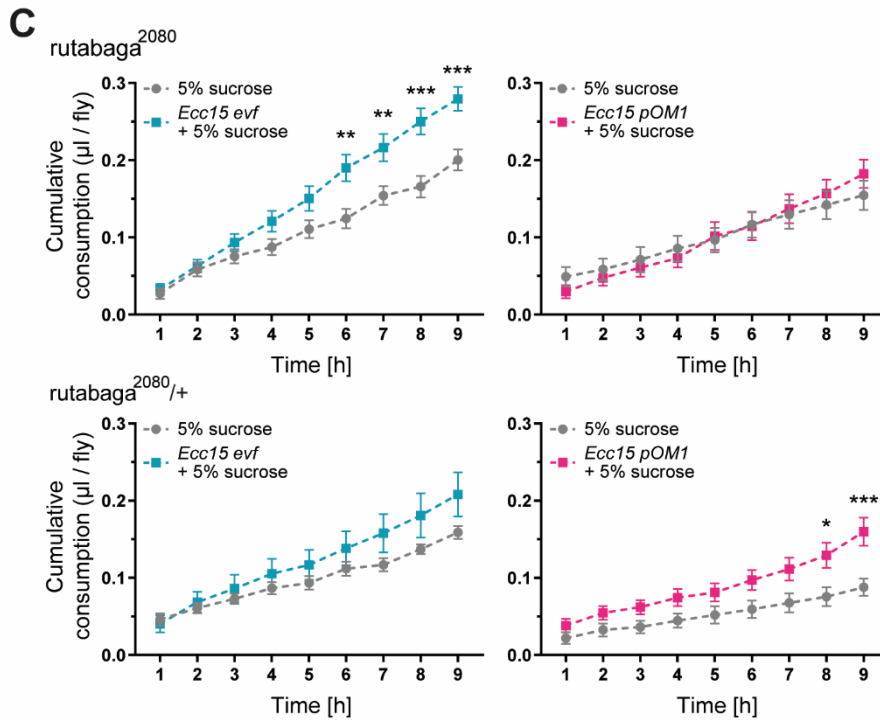 C
rutabaga²⁰⁸⁰
5% sucrose
Ecc15 evf
+ 5% sucrose
** ** *** ***
0.3
0.2
0.1
0.0
Cumulative
consumption (µl / fly)
1 2 3 4 5 6 7 8 9
Time [h]
5% sucrose
Ecc15 pOM1
+ 5% sucrose
0.3
0.2
0.1
0.0
1 2 3 4 5 6 7 8 9
Time [h]
rutabaga²⁰⁸⁰/+
5% sucrose
Ecc15 evf
+ 5% sucrose
0.3
0.2
0.1
0.0
Cumulative
consumption (µl / fly)
1 2 3 4 5 6 7 8 9
Time [h]
5% sucrose
Ecc15 pOM1
+ 5% sucrose
* ***
0.3
0.2
0.1
0.0
1 2 3 4 5 6 7 8 9
Time [h]